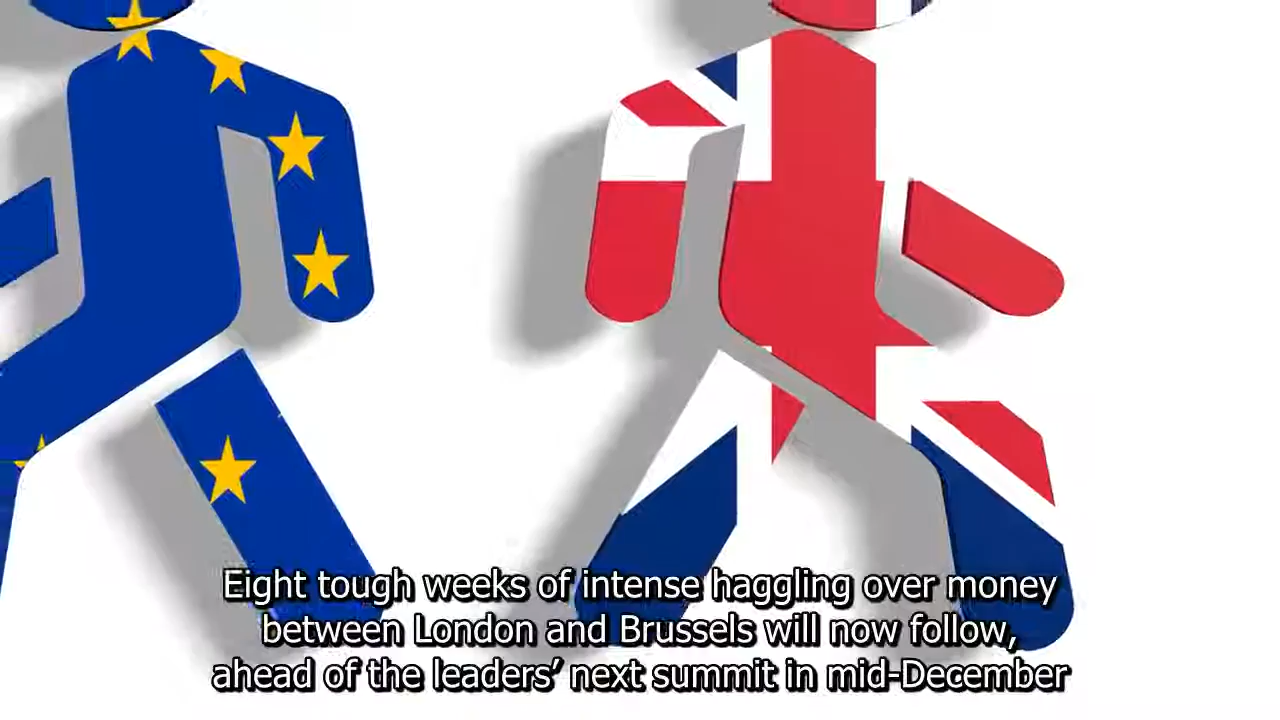 Eight tough weeks of intense haggling over money
between London and Brussels will now follow,
ahead of the leaders’ next summit in mid-December